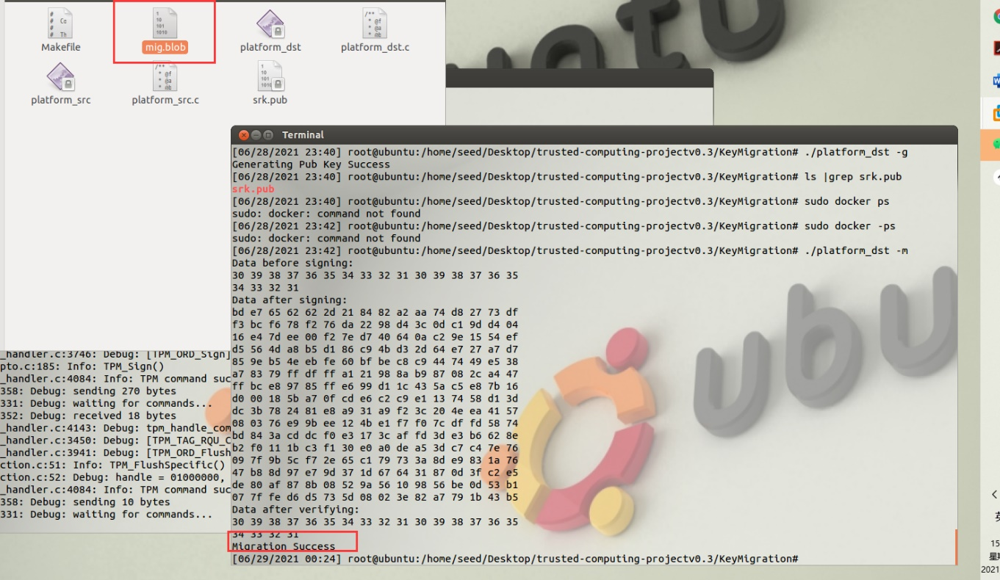 Makefile
mig.blob
platform_dst
platform_dst.c
platform_src
platform_src.c
srk.pub
Terminal
[06/28/2021 23:40] root@ubuntu:/home/seed/Desktop/trusted-computing-projectv0.3/KeyMigration# ./platform_dst -g
Generating Pub Key Success
[06/28/2021 23:40] root@ubuntu:/home/seed/Desktop/trusted-computing-projectv0.3/KeyMigration# ls |grep srk.pub
srk.pub
[06/28/2021 23:40] root@ubuntu:/home/seed/Desktop/trusted-computing-projectv0.3/KeyMigration# sudo docker ps
sudo: docker: command not found
[06/28/2021 23:42] root@ubuntu:/home/seed/Desktop/trusted-computing-projectv0.3/KeyMigration# sudo docker -ps
sudo: docker: command not found
[06/28/2021 23:42] root@ubuntu:/home/seed/Desktop/trusted-computing-projectv0.3/KeyMigration# ./platform_dst -m
Data before signing:
30 39 38 37 36 35 34 33 32 31 30 39 38 37 36 35
34 33 32 31
Data after signing:
bd e7 65 62 62 2d 21 84 82 a2 aa 74 d8 27 73 df
f3 bc f6 78 f2 76 da 22 98 d4 3c 0d c1 9d d4 04
16 e4 7d ee 00 f2 7e d7 40 64 0a c2 9e 15 54 ef
d5 56 4d a8 b5 d1 86 c9 4b d3 2d 64 e7 27 a7 d7
85 9e b5 4e eb fe 60 bf be c8 c9 44 74 49 e5 38
a7 83 79 ff df ff a1 21 98 8a b9 87 08 2c a4 47
ff bc e8 97 85 ff e6 99 d1 1c 43 5a c5 e8 7b 16
d0 00 18 5b a7 0f cd e6 c2 c9 e1 13 74 58 d1 3d
dc 3b 78 24 81 e8 a9 31 a9 f2 3c 20 4e ea 41 57
08 03 76 e9 9b ee 12 4b e1 f7 f0 7c df fd 58 74
bd 84 3a cd dc f0 e3 17 3c af fd 3d e3 b6 62 8e
b2 f0 11 1b c3 f1 30 e0 a0 de a5 3d c7 c4 7e 76
09 7f 9b 5c f7 2e 65 c1 79 73 3a 8d e9 83 1a 76
47 b8 8d 97 e7 9d 37 1d 67 64 31 87 0d 3f c2 e5
de 80 af 87 8b 08 52 9a 56 10 98 56 be 0d 53 b1
07 7f fe d6 d5 73 5d 08 02 3e 82 a7 79 1b 43 b5
Data after verifying:
30 39 38 37 36 35 34 33 32 31 30 39 38 37 36 35
34 33 32 31
Migration Success
[06/29/2021 00:24] root@ubuntu:/home/seed/Desktop/trusted-computing-projectv0.3/KeyMigration#
_handler.c:3746: Debug: [TPM_ORD_Sign]
pto.c:185: Info: TPM_Sign()
_handler.c:4084: Info: TPM command suc
358: Debug: sending 270 bytes
331: Debug: waiting for commands...
352: Debug: received 18 bytes
_handler.c:4143: Debug: tpm_handle_com
_handler.c:3450: Debug: [TPM_TAG_RQU_C
_handler.c:3941: Debug: [TPM_ORD_Flush
ction.c:51: Info: TPM_FlushSpecific()
ction.c:52: Debug: handle = 01000000,
_handler.c:4084: Info: TPM command suc
358: Debug: sending 10 bytes
331: Debug: waiting for commands...
ubu
英
15
2021